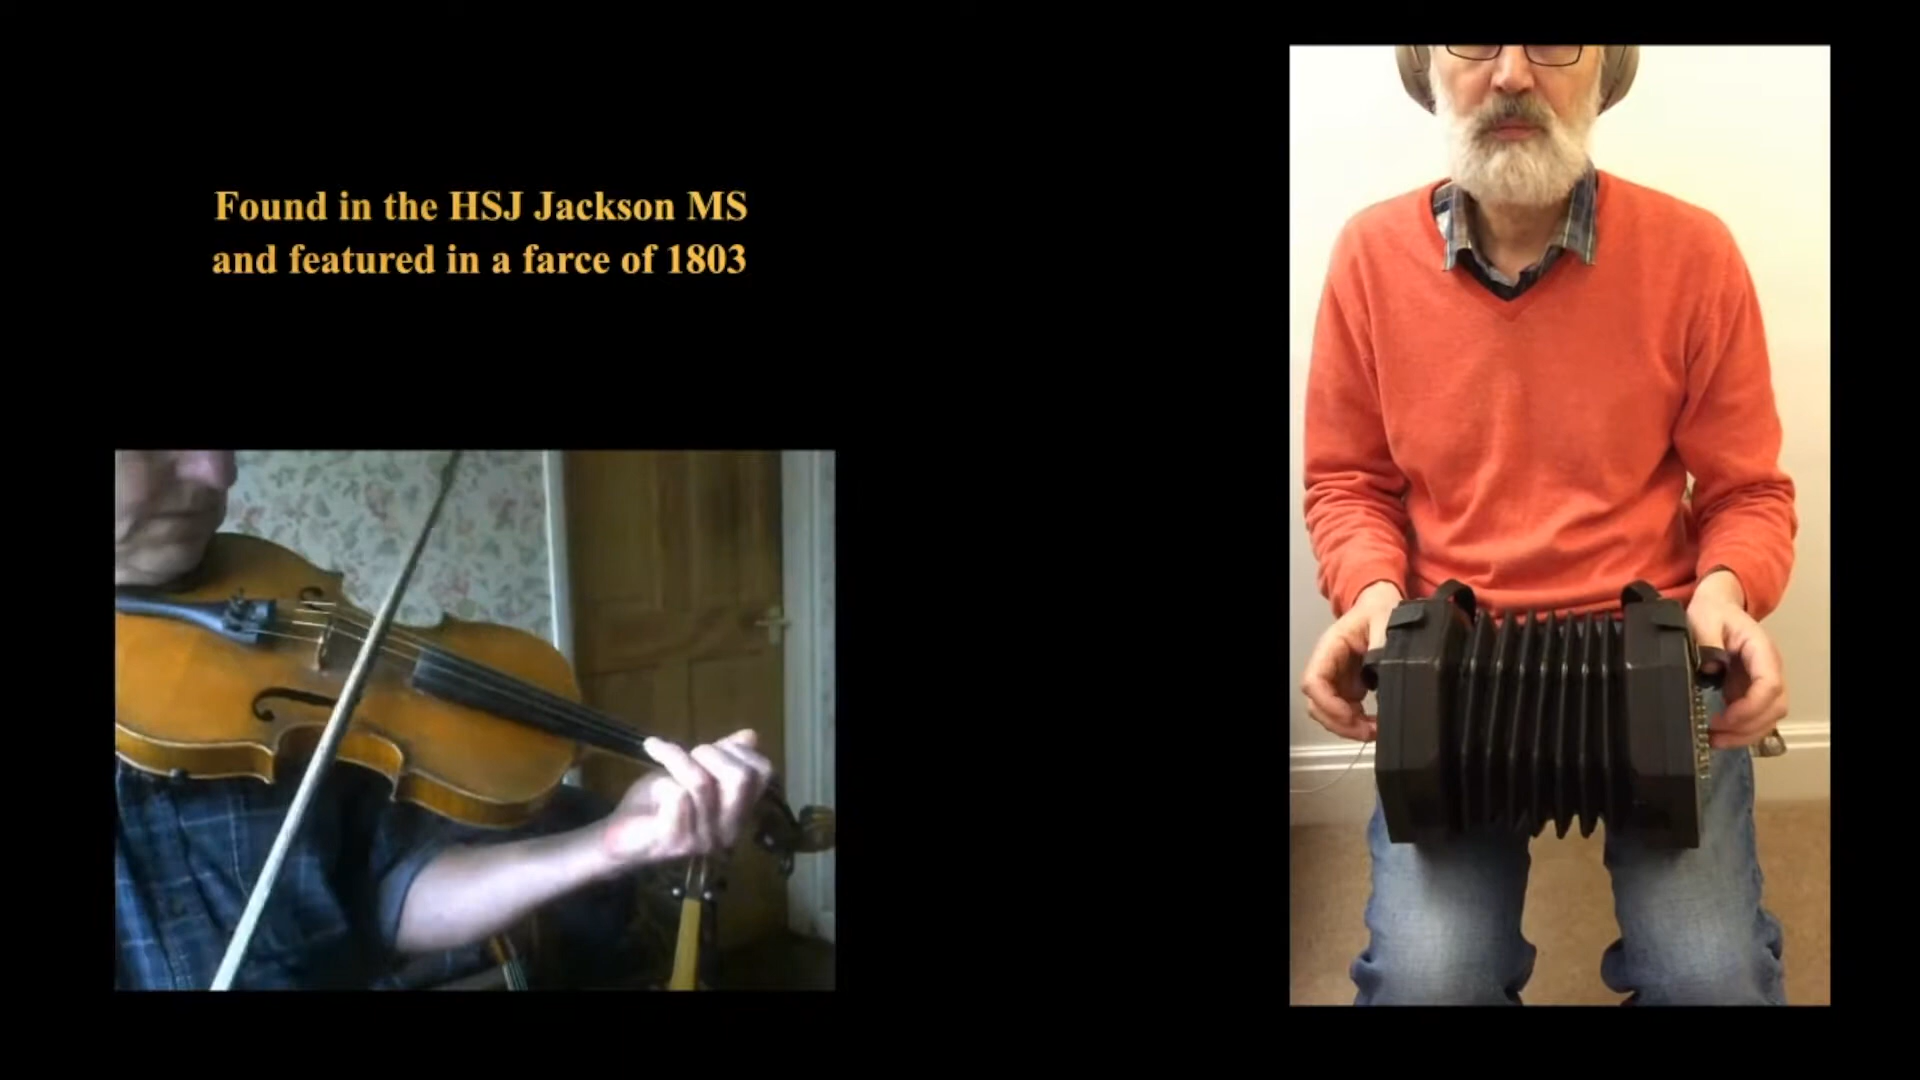 Found in the HSJ Jackson MS
and featured in a farce of 1803